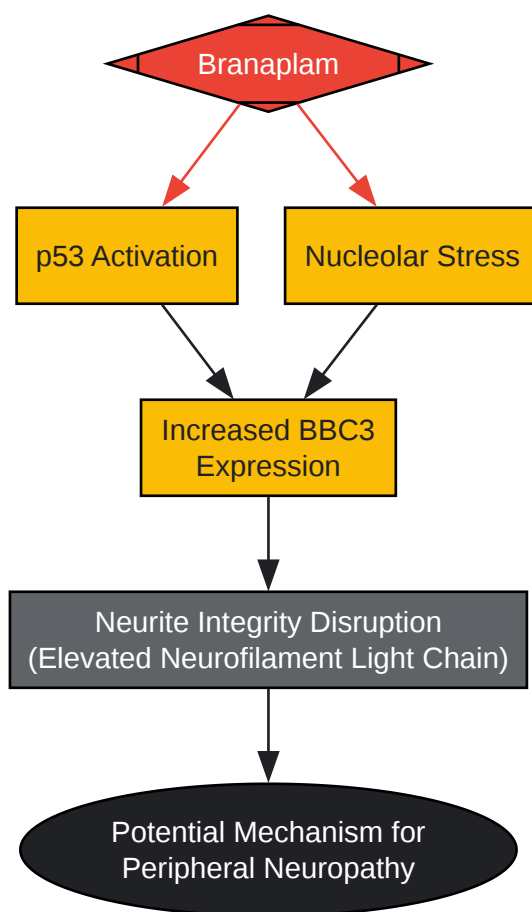 Branaplam
p53 Activation
Nucleolar Stress
Increased BBC3
Expression
Neurite Integrity Disruption
(Elevated Neurofilament Light Chain)
Potential Mechanism for
Peripheral Neuropathy